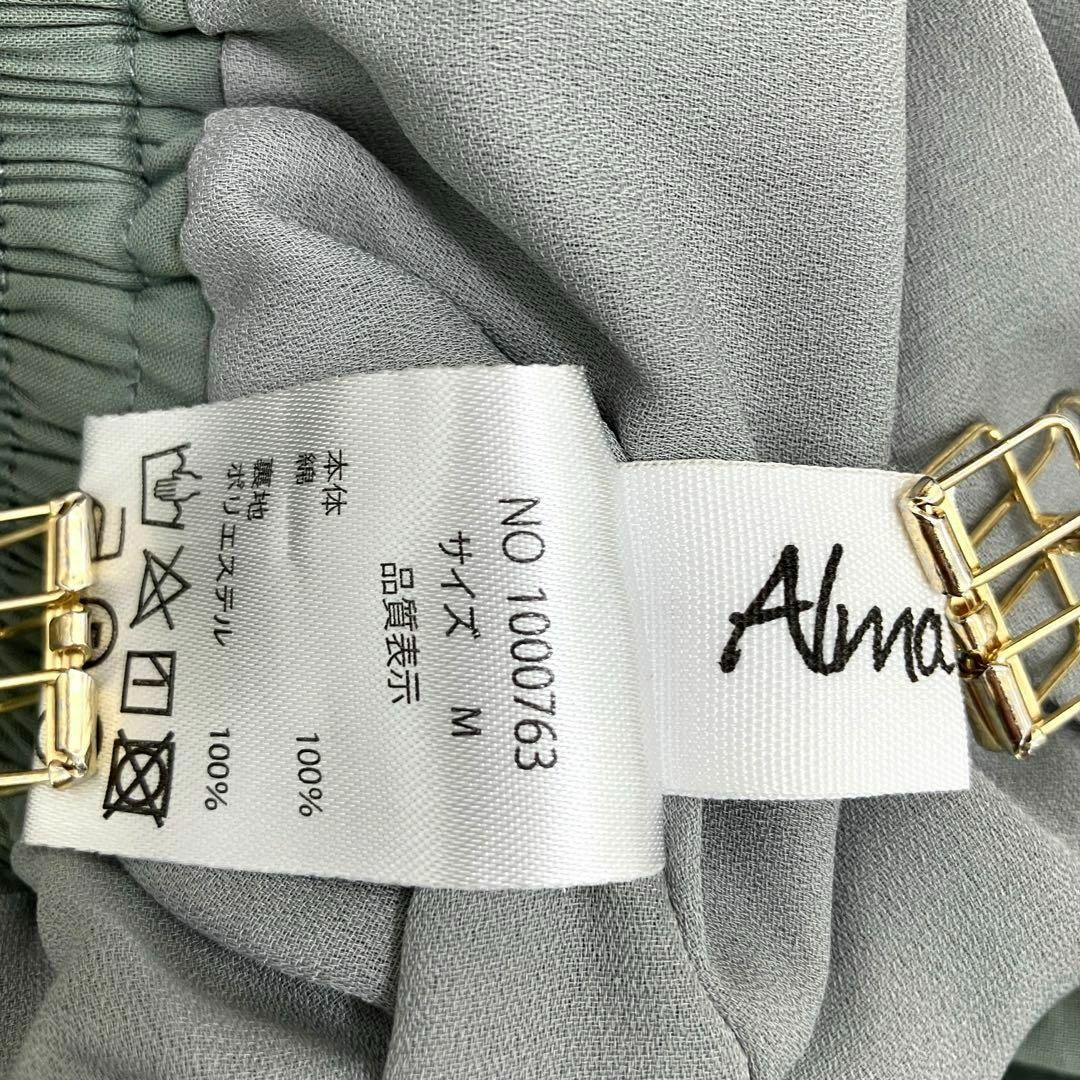 Alma
NO 1000763
サイズ M
品質表示
本体
綿 100%
裏地
ポリエステル 100%